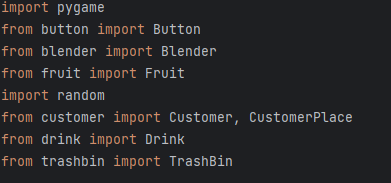 import pygame
from button import Button
from blender import Blender
from fruit import Fruit
import random
from customer import Customer, CustomerPlace
from drink import Drink
from trashbin import TrashBin